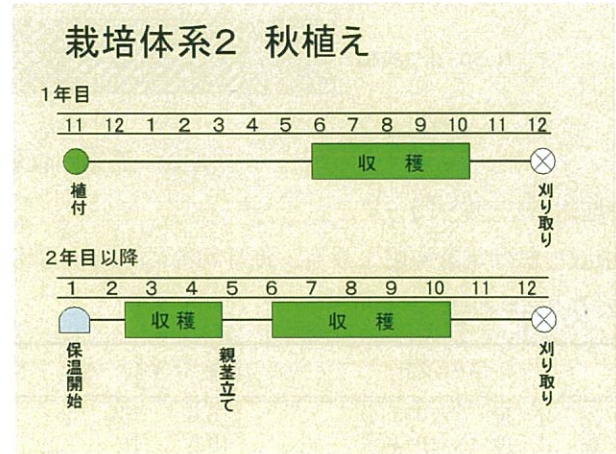 栽培体系2 秋植え
1年目
11 12 1 2 3 4 5 6 7 8 9 10 11 12
収穫
植付
刈り取り
2年目以降
1 2 3 4 5 6 7 8 9 10 11 12
収穫 収穫
保温開始
親茎立て
刈り取り